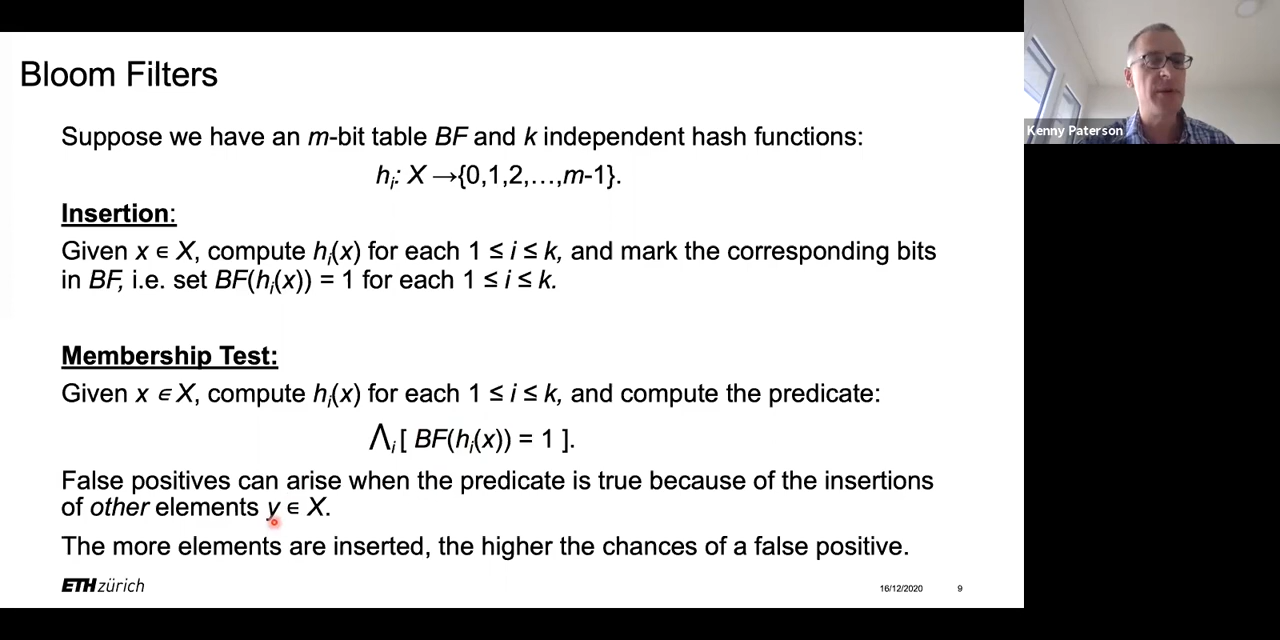 Bloom Filters
Suppose we have an m-bit table BF and k independent hash functions:
hᵢ: X →{0,1,2,…,m-1}.
Insertion:
Given x ∈ X, compute hᵢ(x) for each 1 ≤ i ≤ k, and mark the corresponding bits
in BF, i.e. set BF(hᵢ(x)) = 1 for each 1 ≤ i ≤ k.
Membership Test:
Given x ∈ X, compute hᵢ(x) for each 1 ≤ i ≤ k, and compute the predicate:
⋀ᵢ [ BF(hᵢ(x)) = 1 ].
False positives can arise when the predicate is true because of the insertions
of other elements y ∈ X.
The more elements are inserted, the higher the chances of a false positive.
ETH zürich
16/12/2020
9
Kenny Paterson